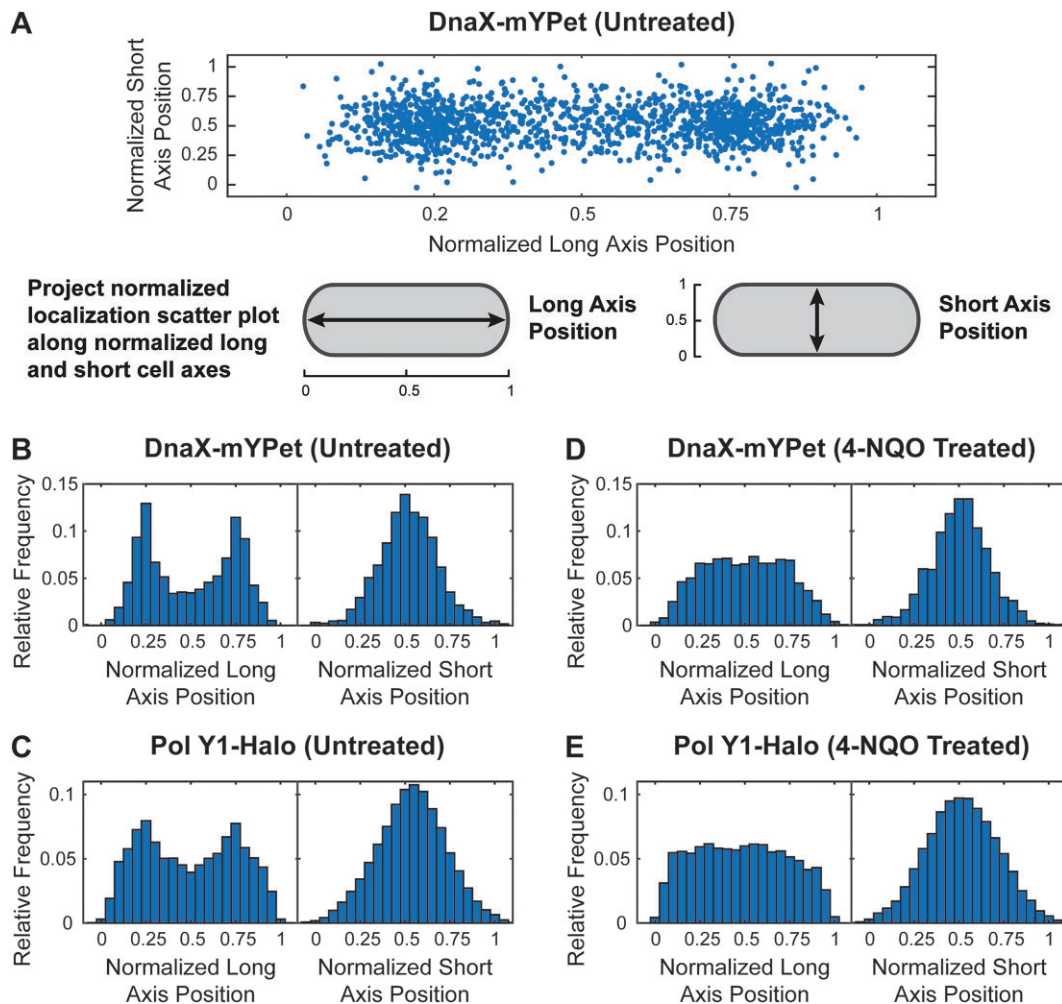 A
DnaX-mYPet (Untreated)
Normalized Short
Axis Position
1
0.75
0.5
0.25
0
0 0.2 0.5 0.75 1
Normalized Long Axis Position
Project normalized
localization scatter plot
along normalized long
and short cell axes
Long Axis
Position
0 0.5 1
1
0.5
0
Short Axis
Position
B
DnaX-mYPet (Untreated)
Relative Frequency
0.15
0.1
0.05
0
0 0.25 0.5 0.75 1
Normalized Long
Axis Position
0 0.25 0.5 0.75 1
Normalized Short
Axis Position
D
DnaX-mYPet (4-NQO Treated)
Relative Frequency
0.15
0.1
0.05
0
0 0.25 0.5 0.75 1
Normalized Long
Axis Position
0 0.25 0.5 0.75 1
Normalized Short
Axis Position
C
Pol Y1-Halo (Untreated)
Relative Frequency
0.1
0.05
0
0 0.25 0.5 0.75 1
Normalized Long
Axis Position
0 0.25 0.5 0.75 1
Normalized Short
Axis Position
E
Pol Y1-Halo (4-NQO Treated)
Relative Frequency
0.1
0.05
0
0 0.25 0.5 0.75 1
Normalized Long
Axis Position
0 0.25 0.5 0.75 1
Normalized Short
Axis Position